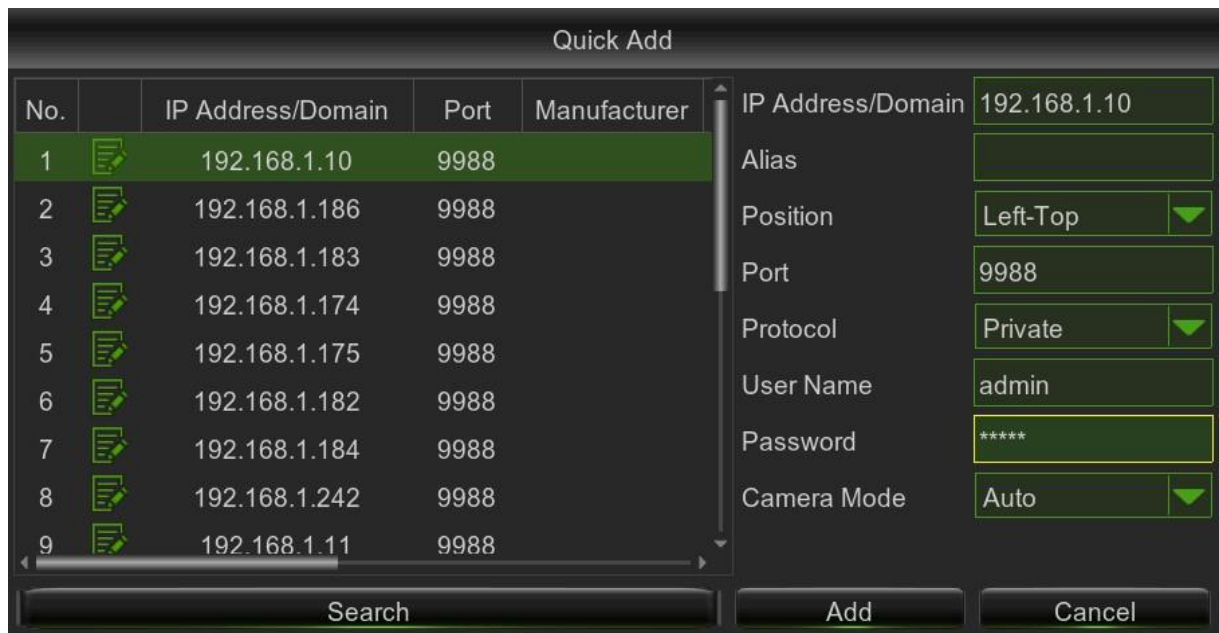 Quick Add
No. IP Address/Domain Port Manufacturer
1 192.168.1.10 9988
2 192.168.1.186 9988
3 192.168.1.183 9988
4 192.168.1.174 9988
5 192.168.1.175 9988
6 192.168.1.182 9988
7 192.168.1.184 9988
8 192.168.1.242 9988
9 192.168.1.11 9988
Search
IP Address/Domain 192.168.1.10
Alias
Position Left-Top
Port 9988
Protocol Private
User Name admin
Password *****
Camera Mode Auto
Add Cancel